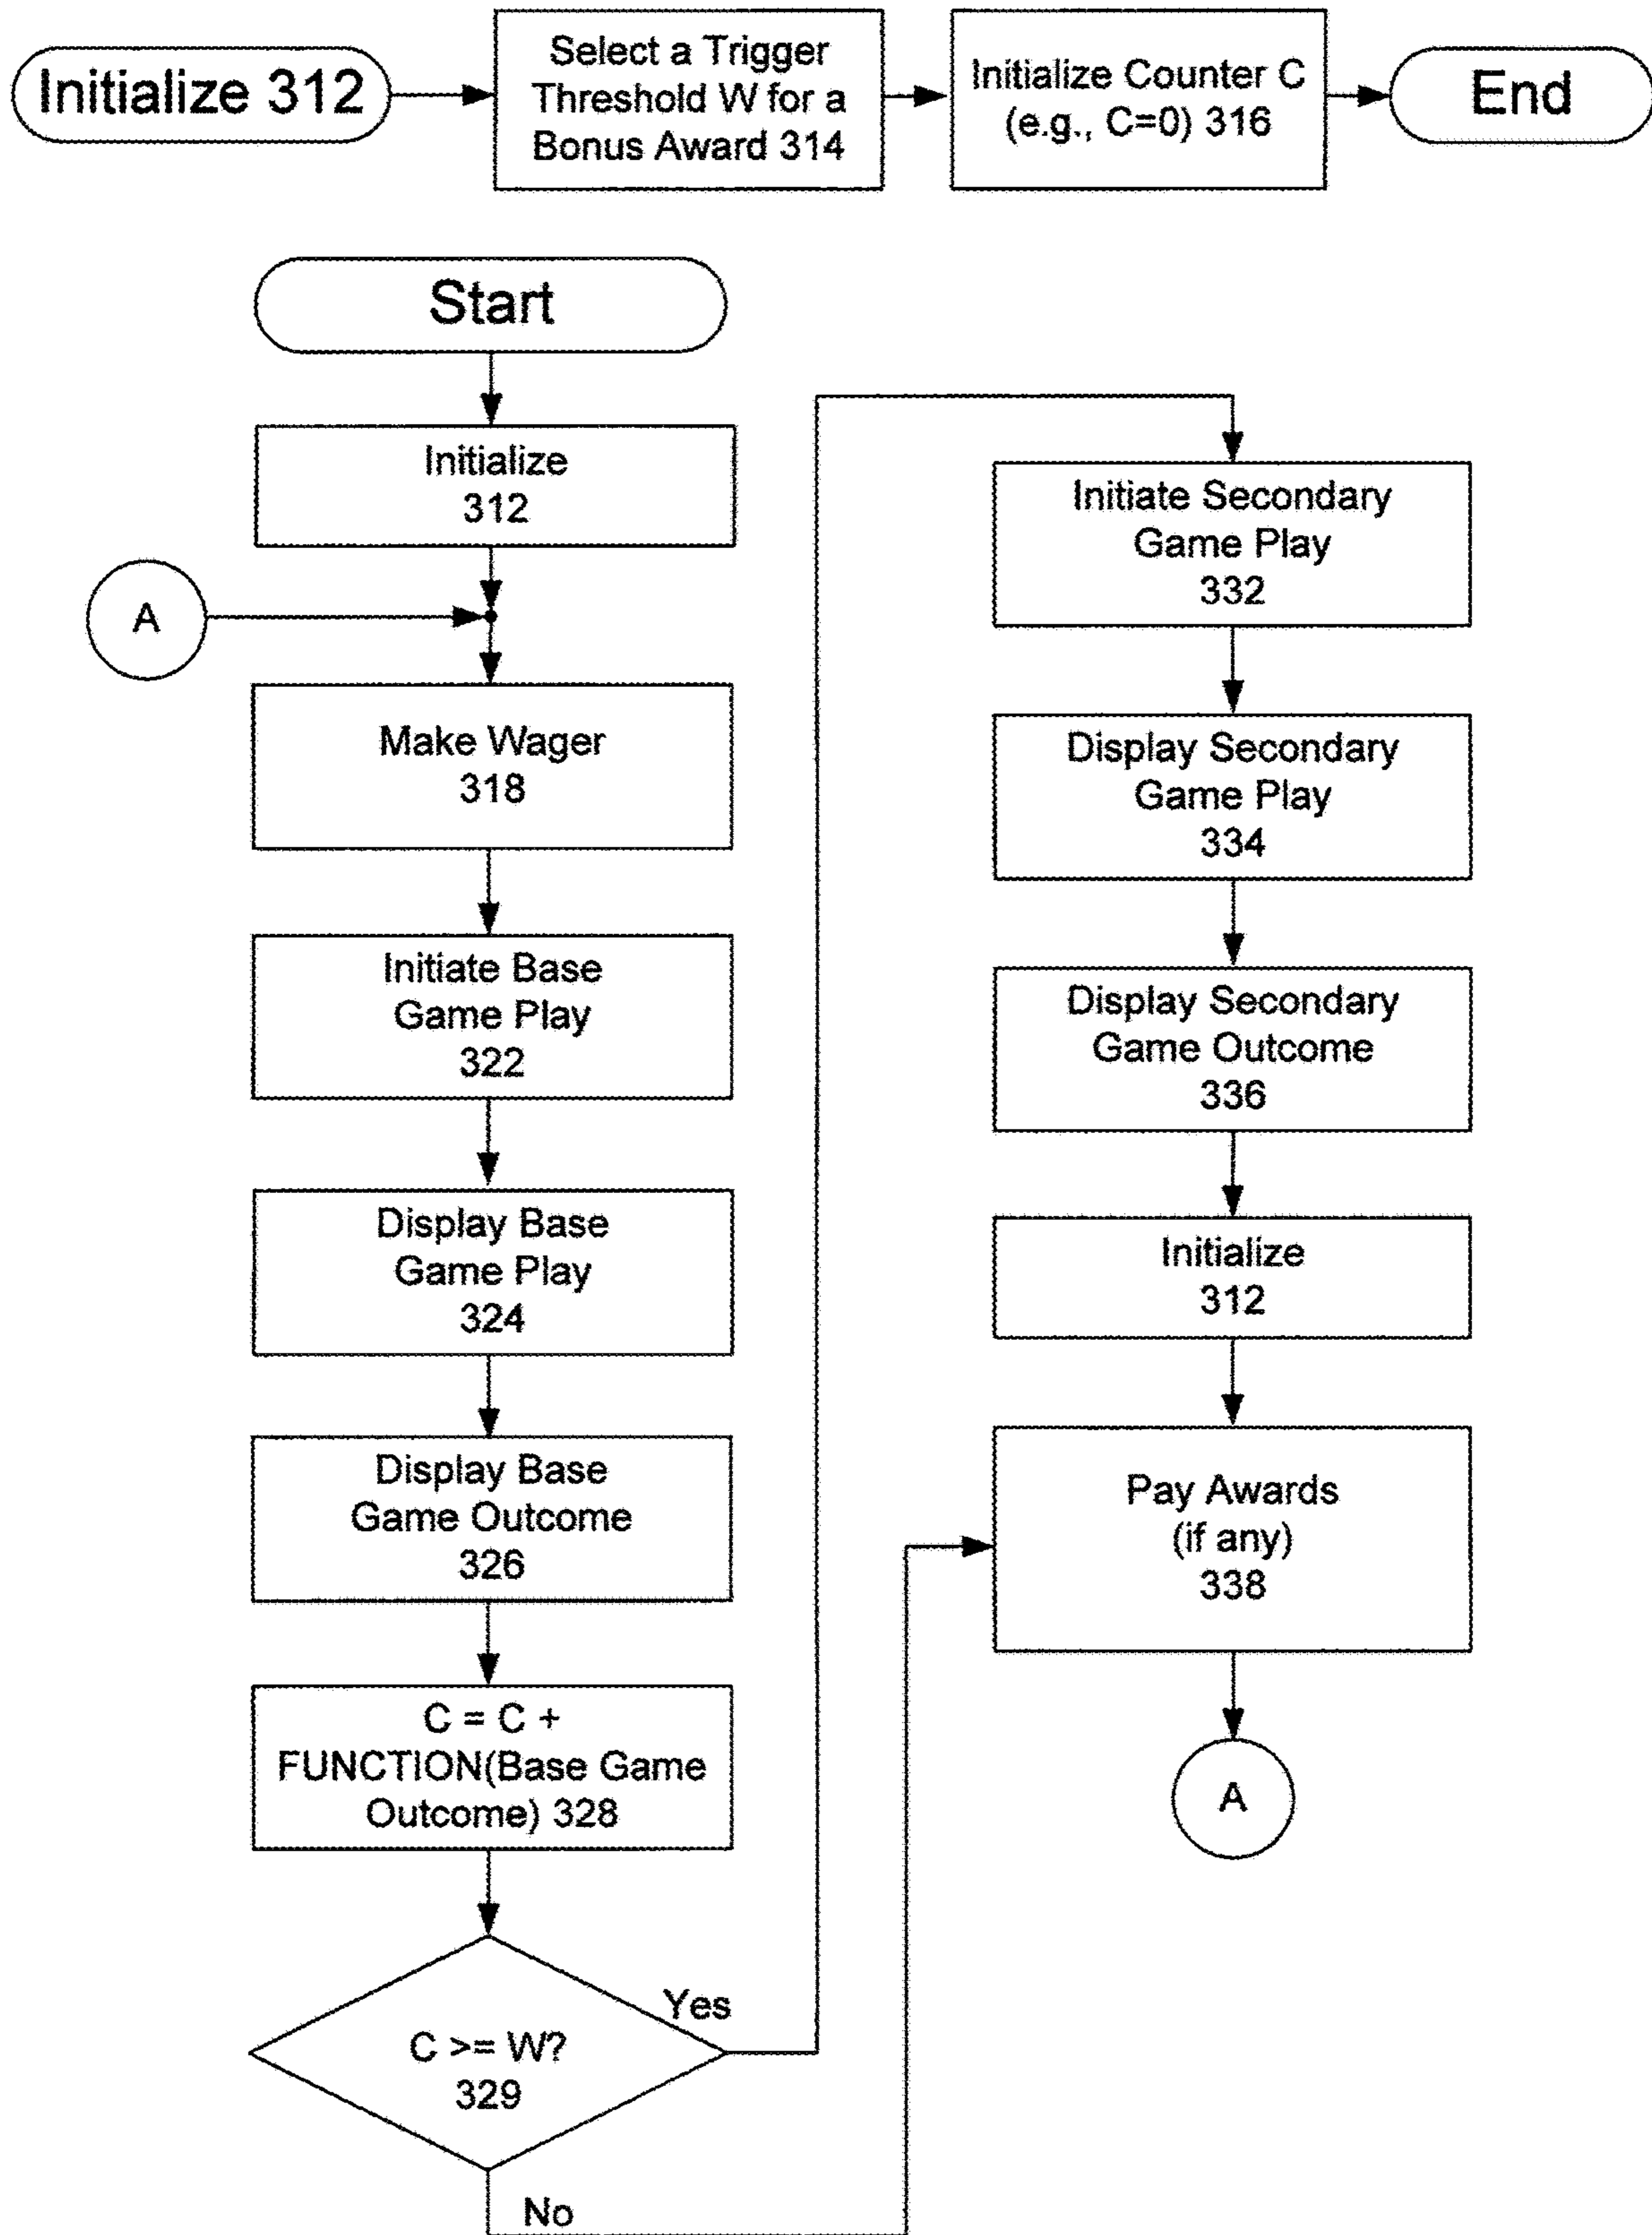 Initialize 312
Select a Trigger
Threshold W for a
Bonus Award 314
Initialize Counter C
(e.g., C=0) 316
End
Start
Initialize
312
A
Make Wager
318
Initiate Base
Game Play
322
Display Base
Game Play
324
Display Base
Game Outcome
326
C = C +
FUNCTION(Base Game
Outcome) 328
C >= W?
329
Yes
No
Initiate Secondary
Game Play
332
Display Secondary
Game Play
334
Display Secondary
Game Outcome
336
Initialize
312
Pay Awards
(if any)
338
A